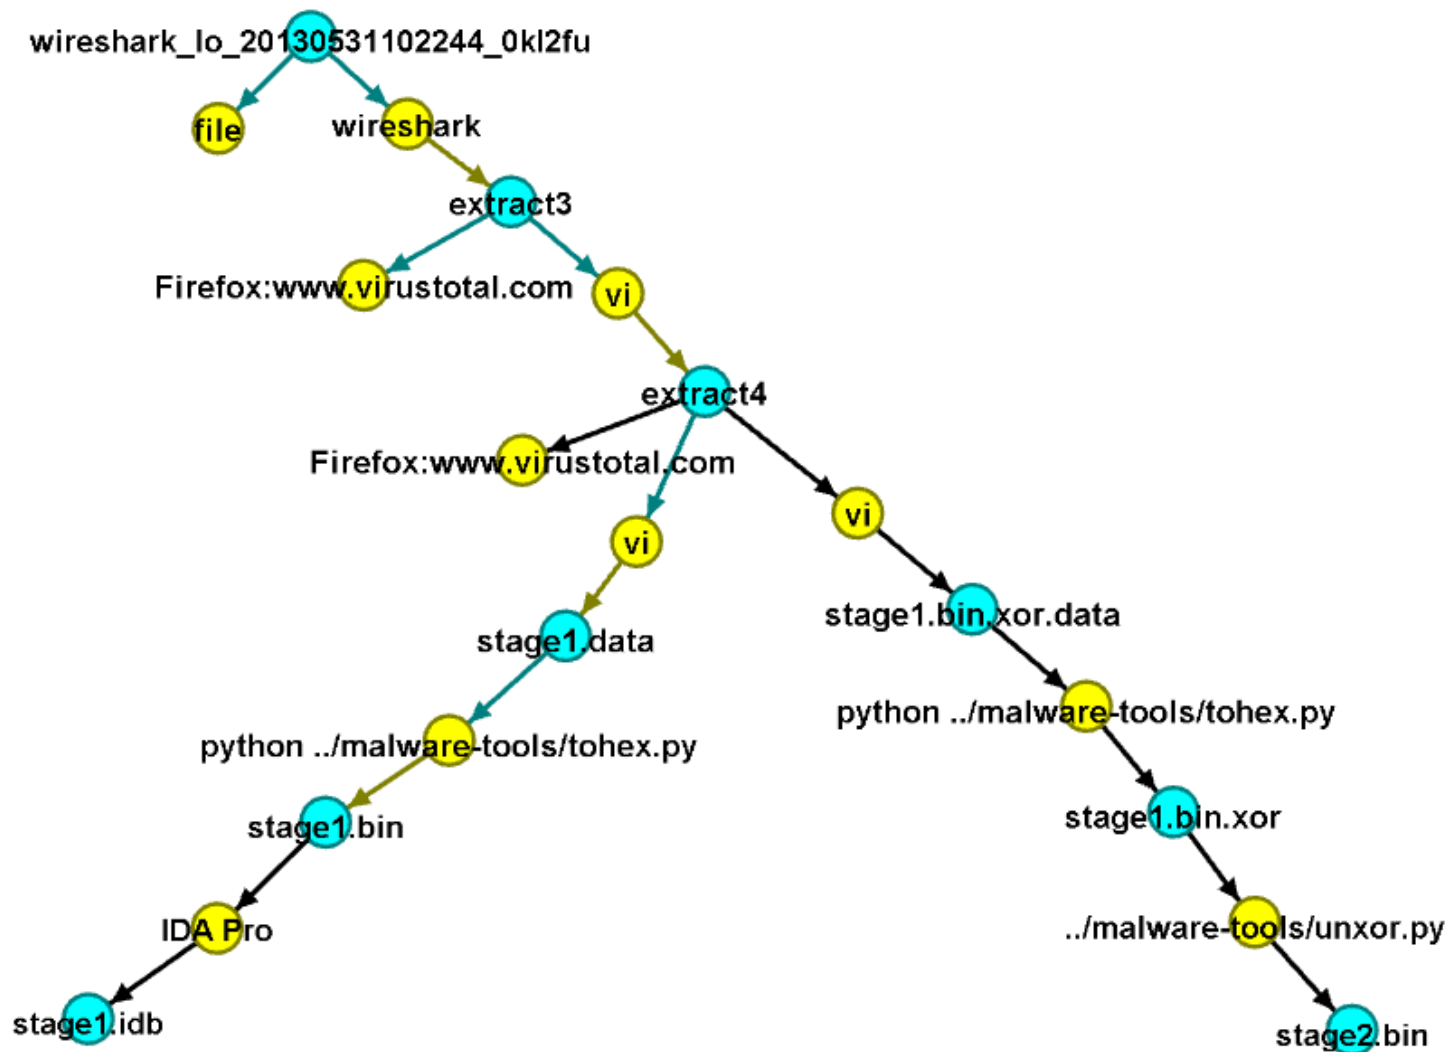 wireshark_lo_20130531102244_0kl2fu
file
wireshark
extract3
Firefox:www.virustotal.com
vi
extract4
Firefox:www.virustotal.com
vi
vi
stage1.data
stage1.bin.xor.data
python ../malware-tools/tohex.py
python ../malware-tools/tohex.py
stage1.bin
stage1.bin.xor
IDA Pro
../malware-tools/unxor.py
stage1.idb
stage2.bin